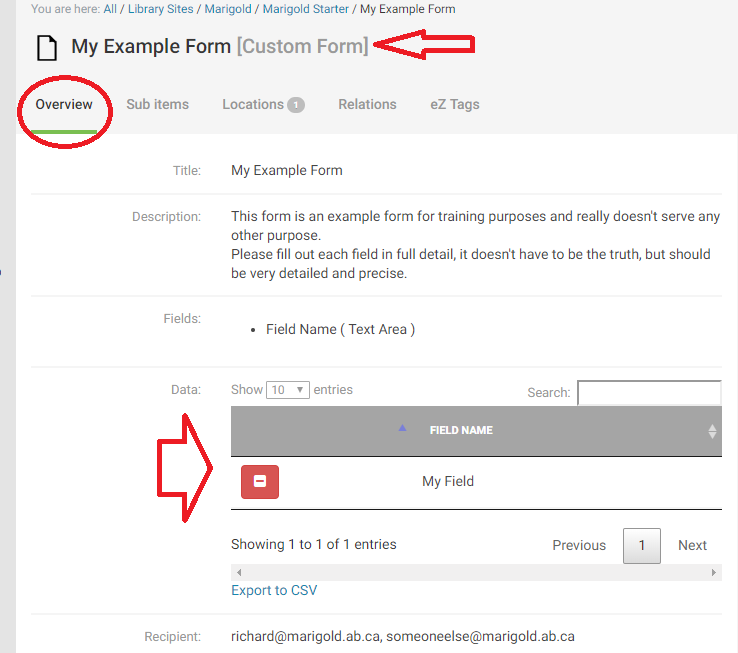 You are here: All / Library Sites / Marigold / Marigold Starter / My Example Form
My Example Form [Custom Form]
Overview Sub items Locations 1 Relations eZ Tags
Title: My Example Form
Description: This form is an example form for training purposes and really doesn't serve any
other purpose.
Please fill out each field in full detail, it doesn't have to be the truth, but should
be very detailed and precise.
Fields:
• Field Name ( Text Area )
Data: Show 10 entries Search:
FIELD NAME
My Field
Showing 1 to 1 of 1 entries Previous 1 Next
Export to CSV
Recipient: richard@marigold.ab.ca, someoneelse@marigold.ab.ca